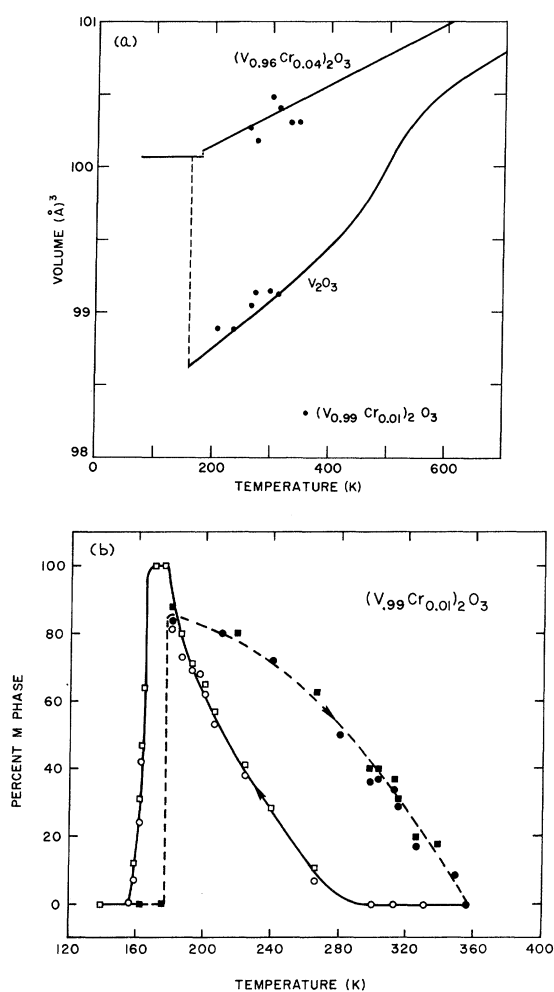 101
(a)
(V0.96Cr0.04)2O3
100
VOLUME (Å)3
V2O3
99
(V0.99 Cr0.01)2 O3
98
0
200
400
600
TEMPERATURE (K)
(b)
100
(V.99Cr0.01)2O3
80
60
PERCENT M PHASE
40
20
0
120
160
200
240
280
320
360
400
TEMPERATURE (K)